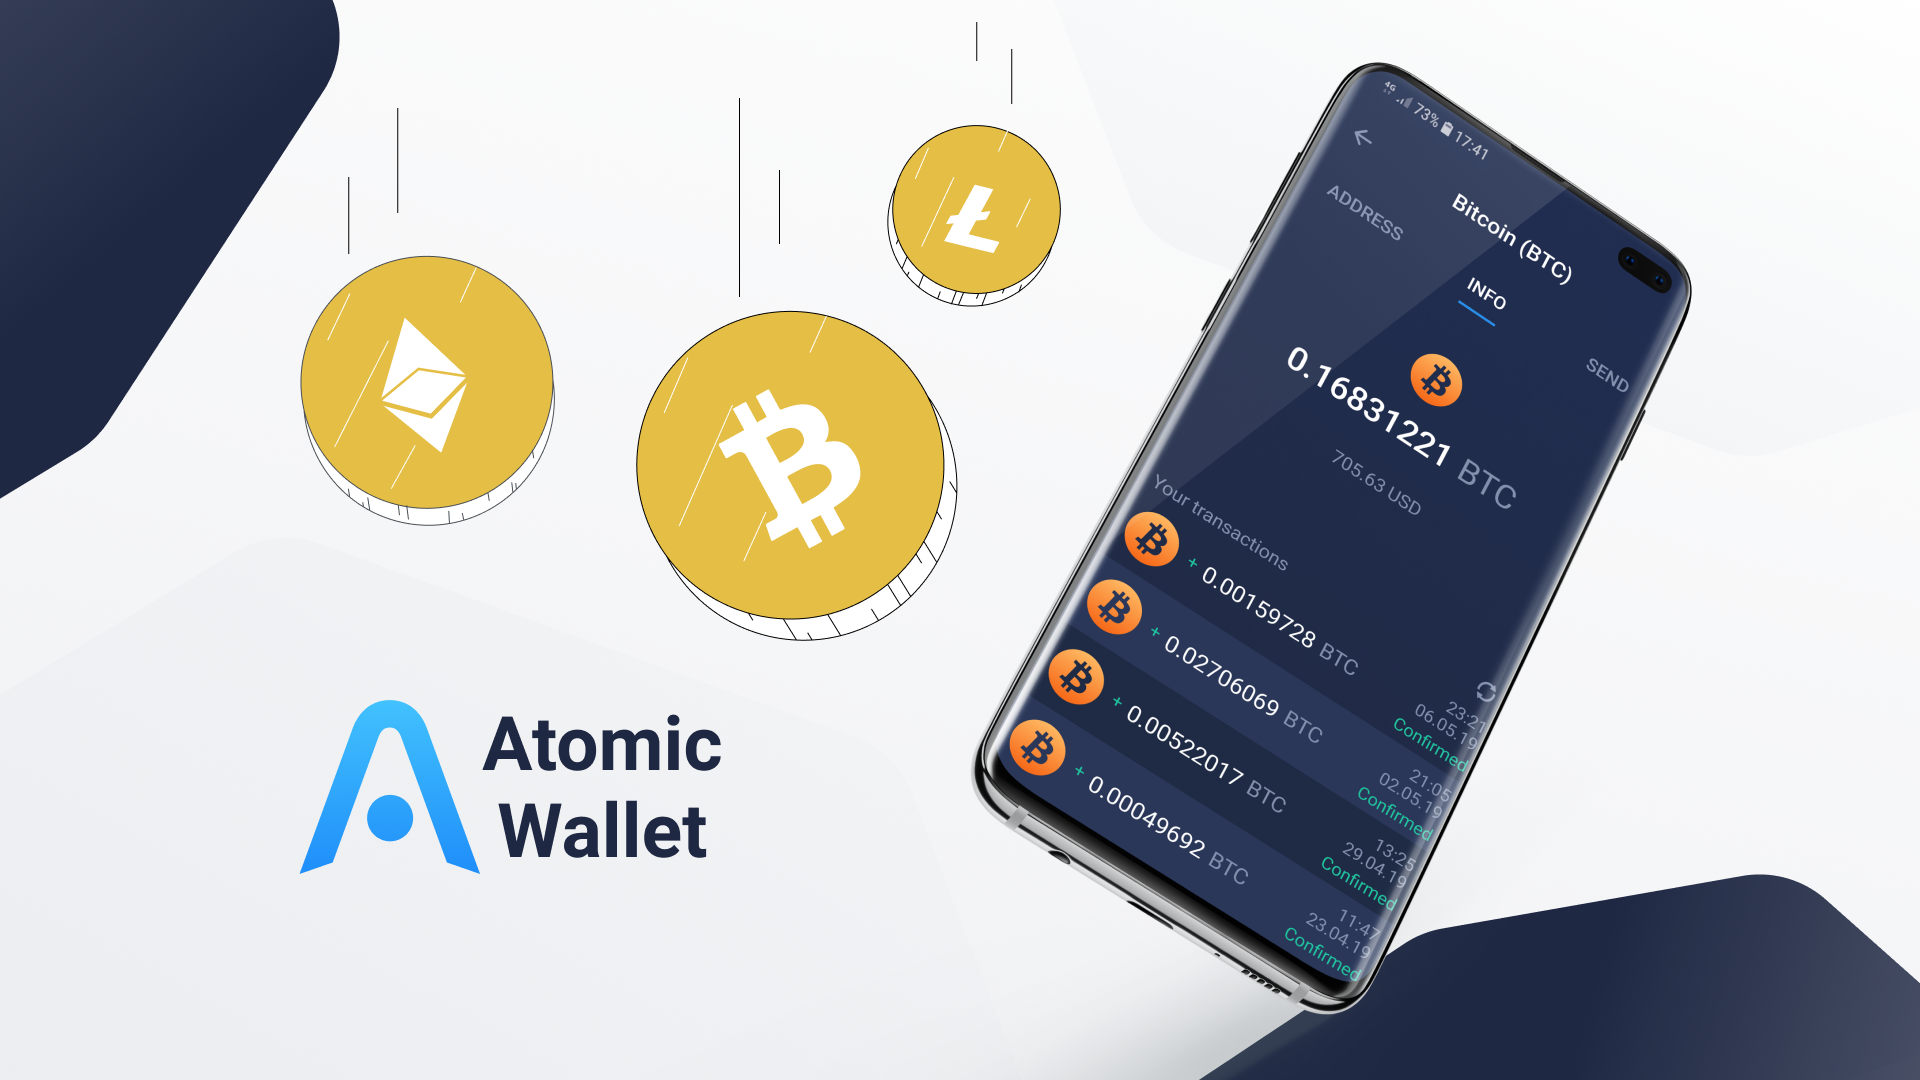 Atomic
Wallet
4G 73% 17:41
Bitcoin (BTC)
ADDRESS
INFO
SEND
0.16831221 BTC
705.63 USD
Your transactions
+ 0.00159728 BTC
23:21
06.05.19
Confirmed
+ 0.02706069 BTC
21:05
02.05.19
Confirmed
+ 0.00522017 BTC
13:25
29.04.19
Confirmed
+ 0.00049692 BTC
11:47
23.04.19
Confirmed